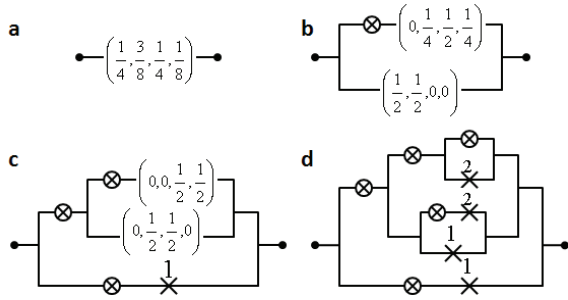 a
(1/4, 3/8, 1/4, 1/8)
b
(0, 1/4, 1/2, 1/4)
(1/2, 1/2, 0, 0)
c
(0, 0, 1/2, 1/2)
(0, 1/2, 1/2, 0)
1
d
2
2
1
1